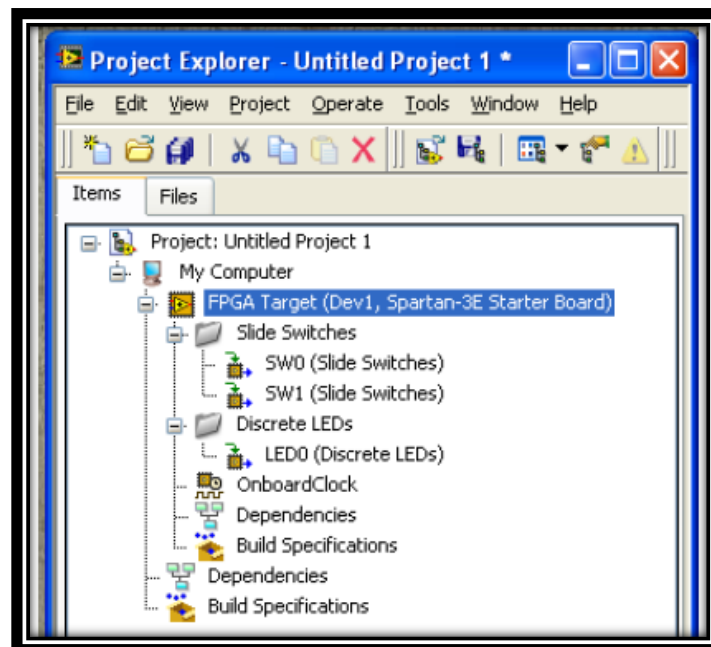 Project Explorer - Untitled Project 1 *
File Edit View Project Operate Tools Window Help
Items Files
Project: Untitled Project 1
My Computer
FPGA Target (Dev1, Spartan-3E Starter Board)
Slide Switches
SW0 (Slide Switches)
SW1 (Slide Switches)
Discrete LEDs
LED0 (Discrete LEDs)
OnboardClock
Dependencies
Build Specifications
Dependencies
Build Specifications